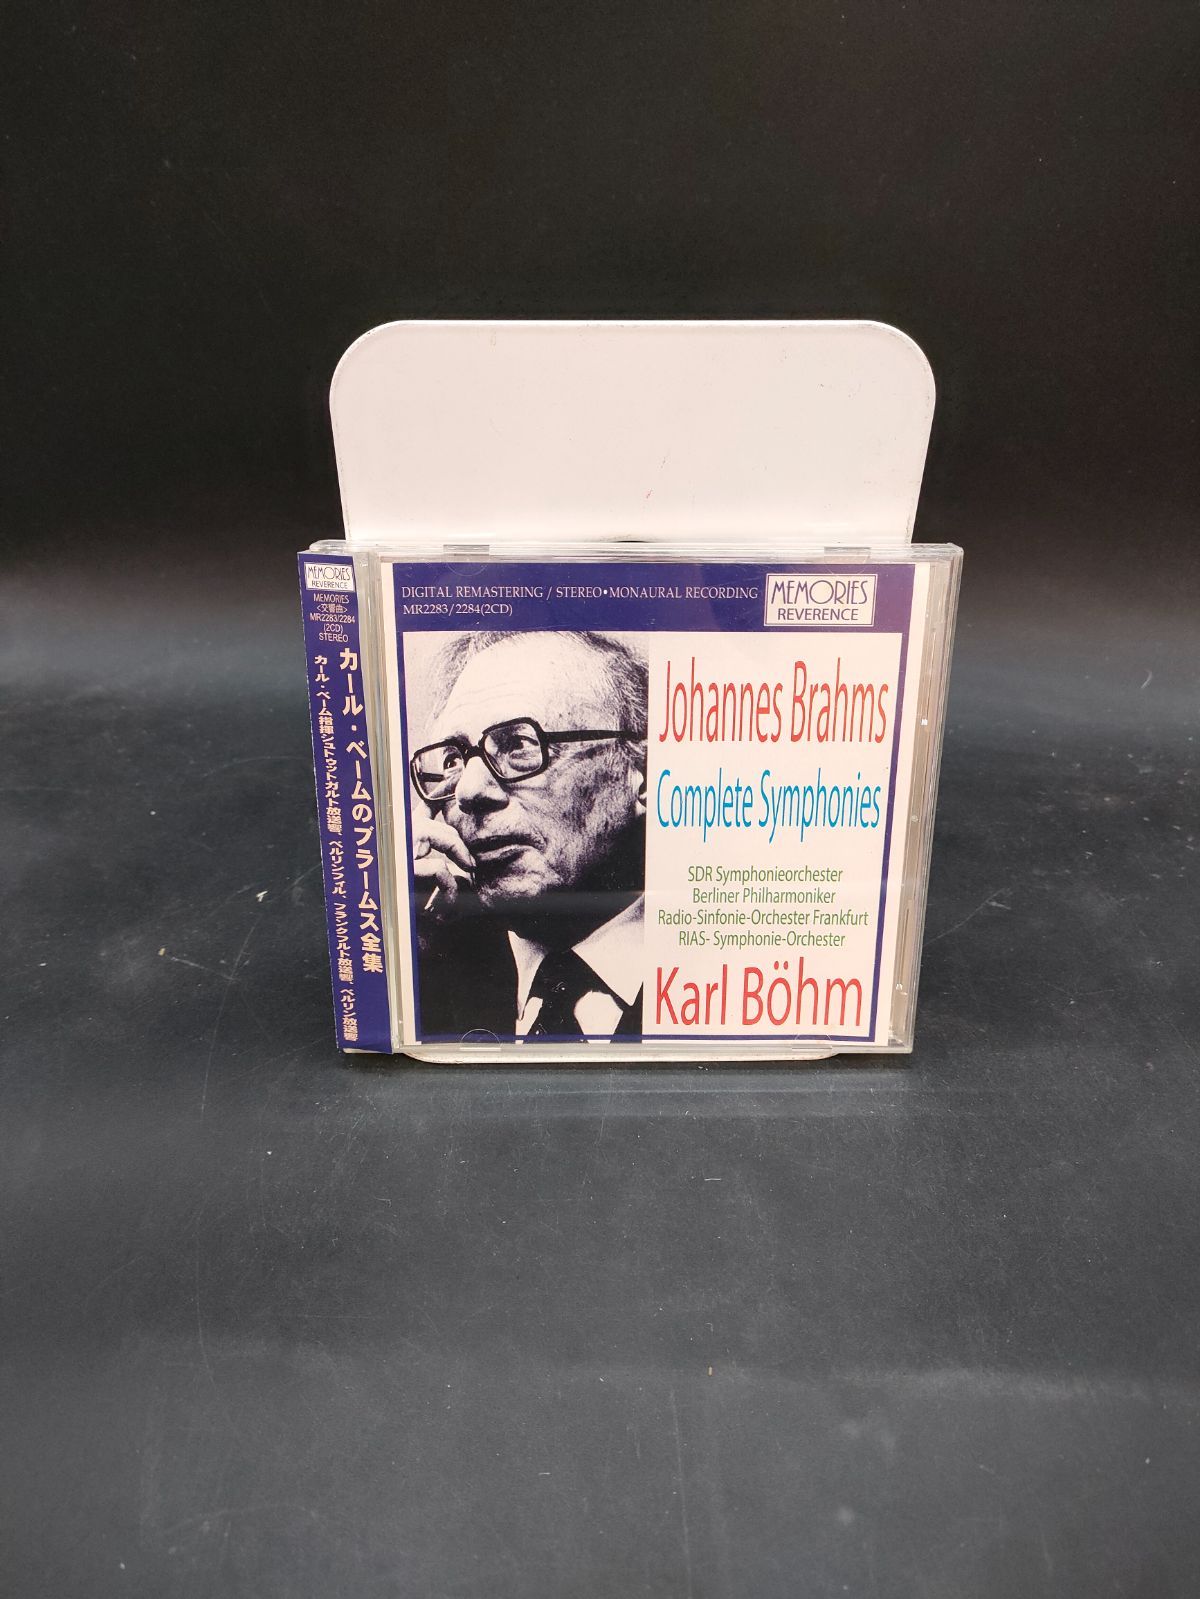 MEMORIES
REVERENCE
MEMORIES
<交響曲>
MR2283/2284
(2CD)
STEREO
カール・ベームのブラームス全集
カール・ベーム指揮シュトゥットガルト放送響、ベルリンフィル、フランクフルト放送響、ベルリン放送響
DIGITAL REMASTERING / STEREO•MONAURAL RECORDING
MR2283/2284(2CD)
MEMORIES
REVERENCE
Johannes Brahms
Complete Symphonies
SDR Symphonieorchester
Berliner Philharmoniker
Radio-Sinfonie-Orchester Frankfurt
RIAS- Symphonie-Orchester
Karl Böhm